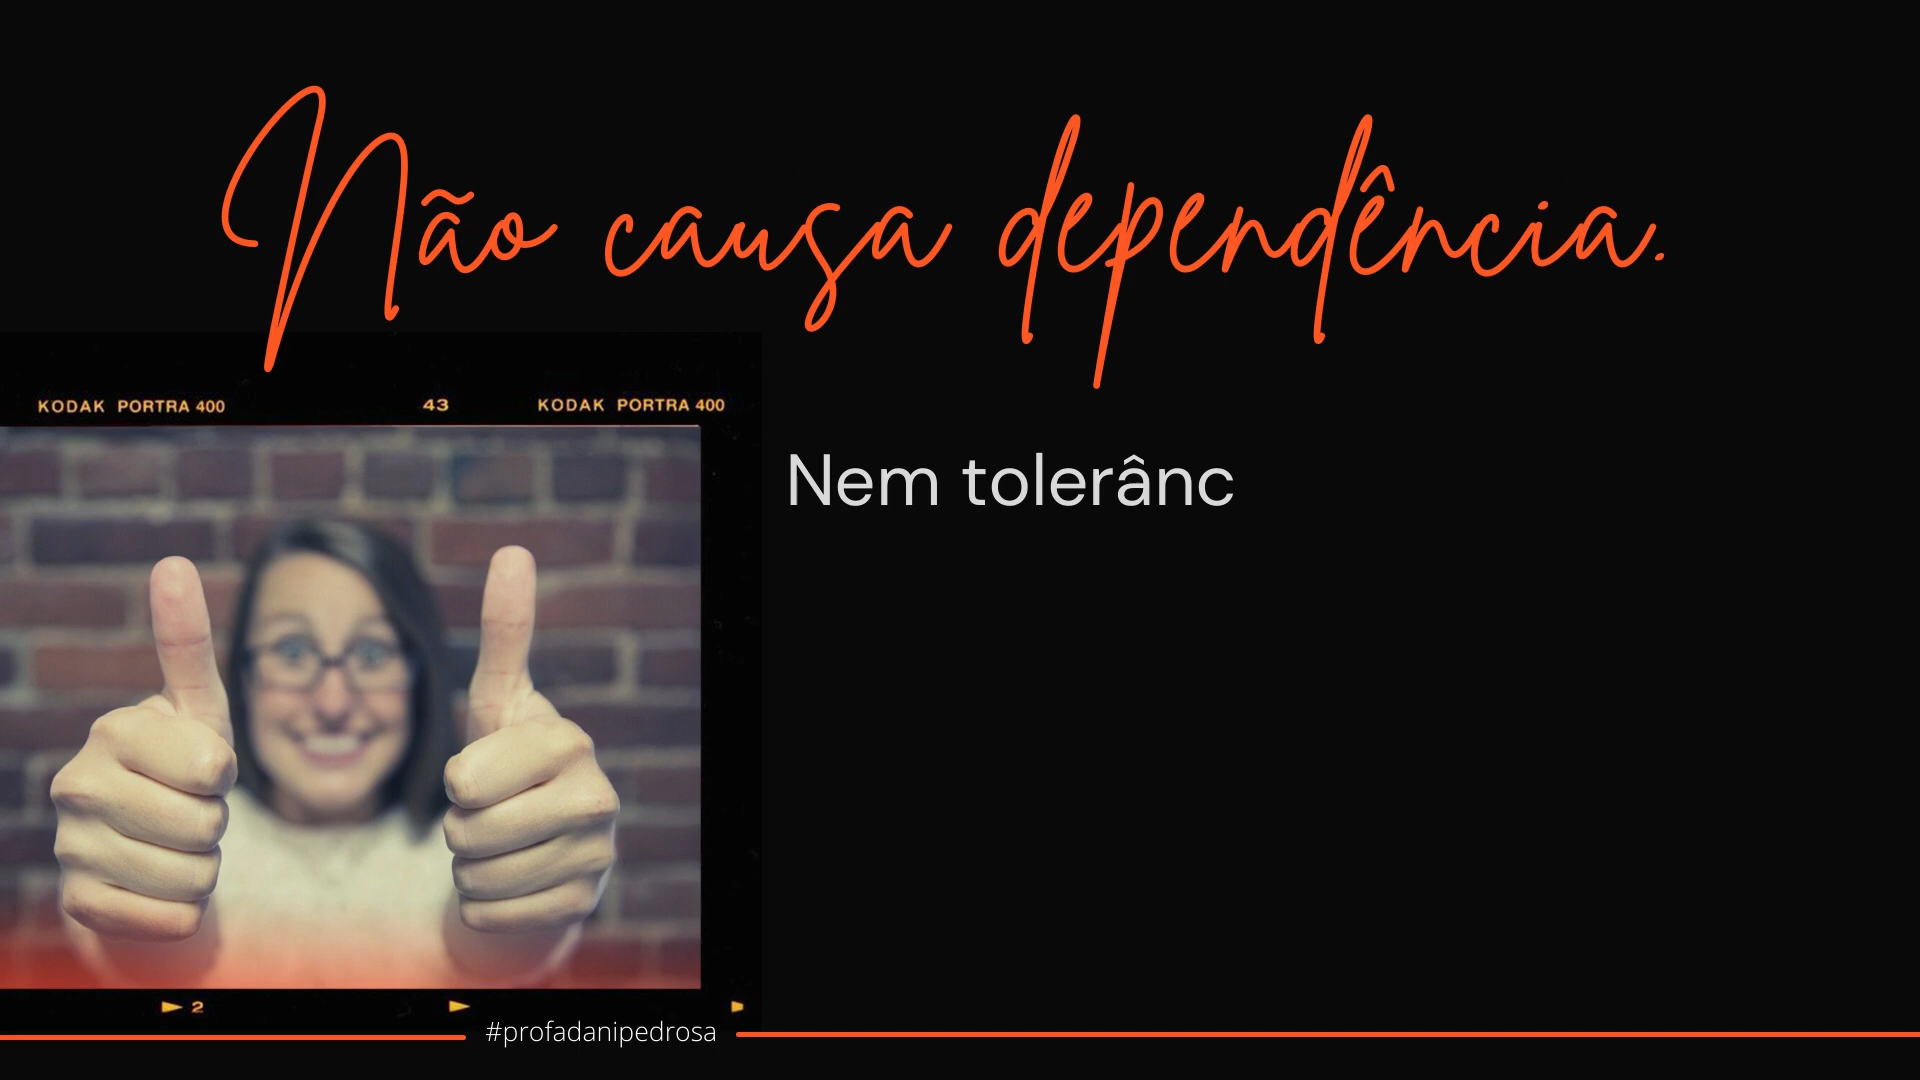 Não causa dependência.
KODAK PORTRA 400 43 KODAK PORTRA 400
Nem tolerânc
2
#profadanipedrosa